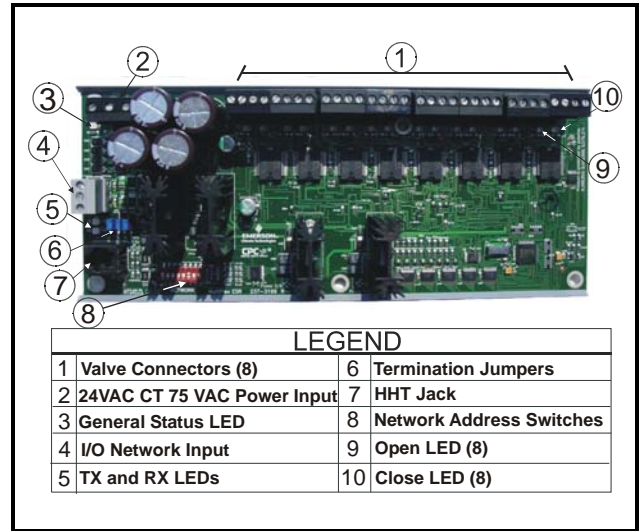 1
2
3
10
4
9
5
6
7
8
EMERSON
Climate Technologies
CPC
LEGEND
1 Valve Connectors (8) 6 Termination Jumpers
2 24VAC CT 75 VAC Power Input 7 HHT Jack
3 General Status LED 8 Network Address Switches
4 I/O Network Input 9 Open LED (8)
5 TX and RX LEDs 10 Close LED (8)